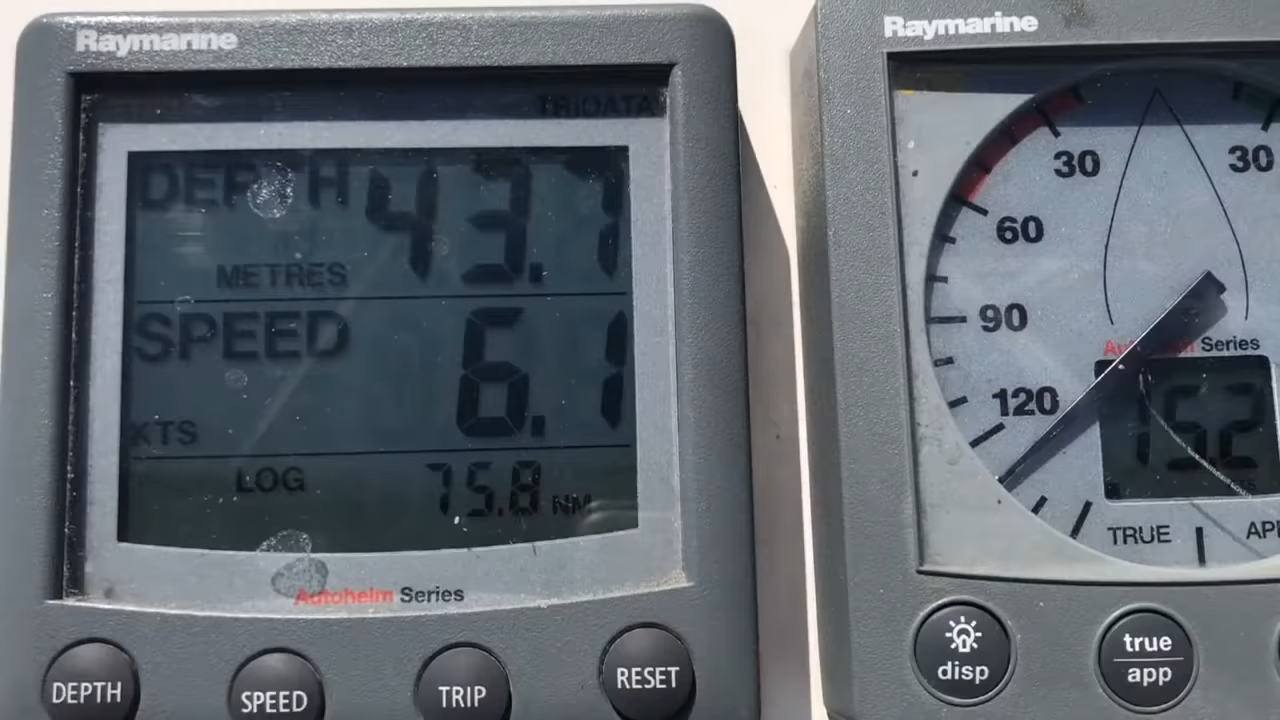 Raymarine
TRIDATA
DEPTH 43.7
METRES
SPEED 6.1
KTS
LOG 75.8 NM
Autohelm Series
DEPTH SPEED TRIP RESET
Raymarine
30 30
60
90
Autohelm Series
120
15.2
TRUE
disp
true
app